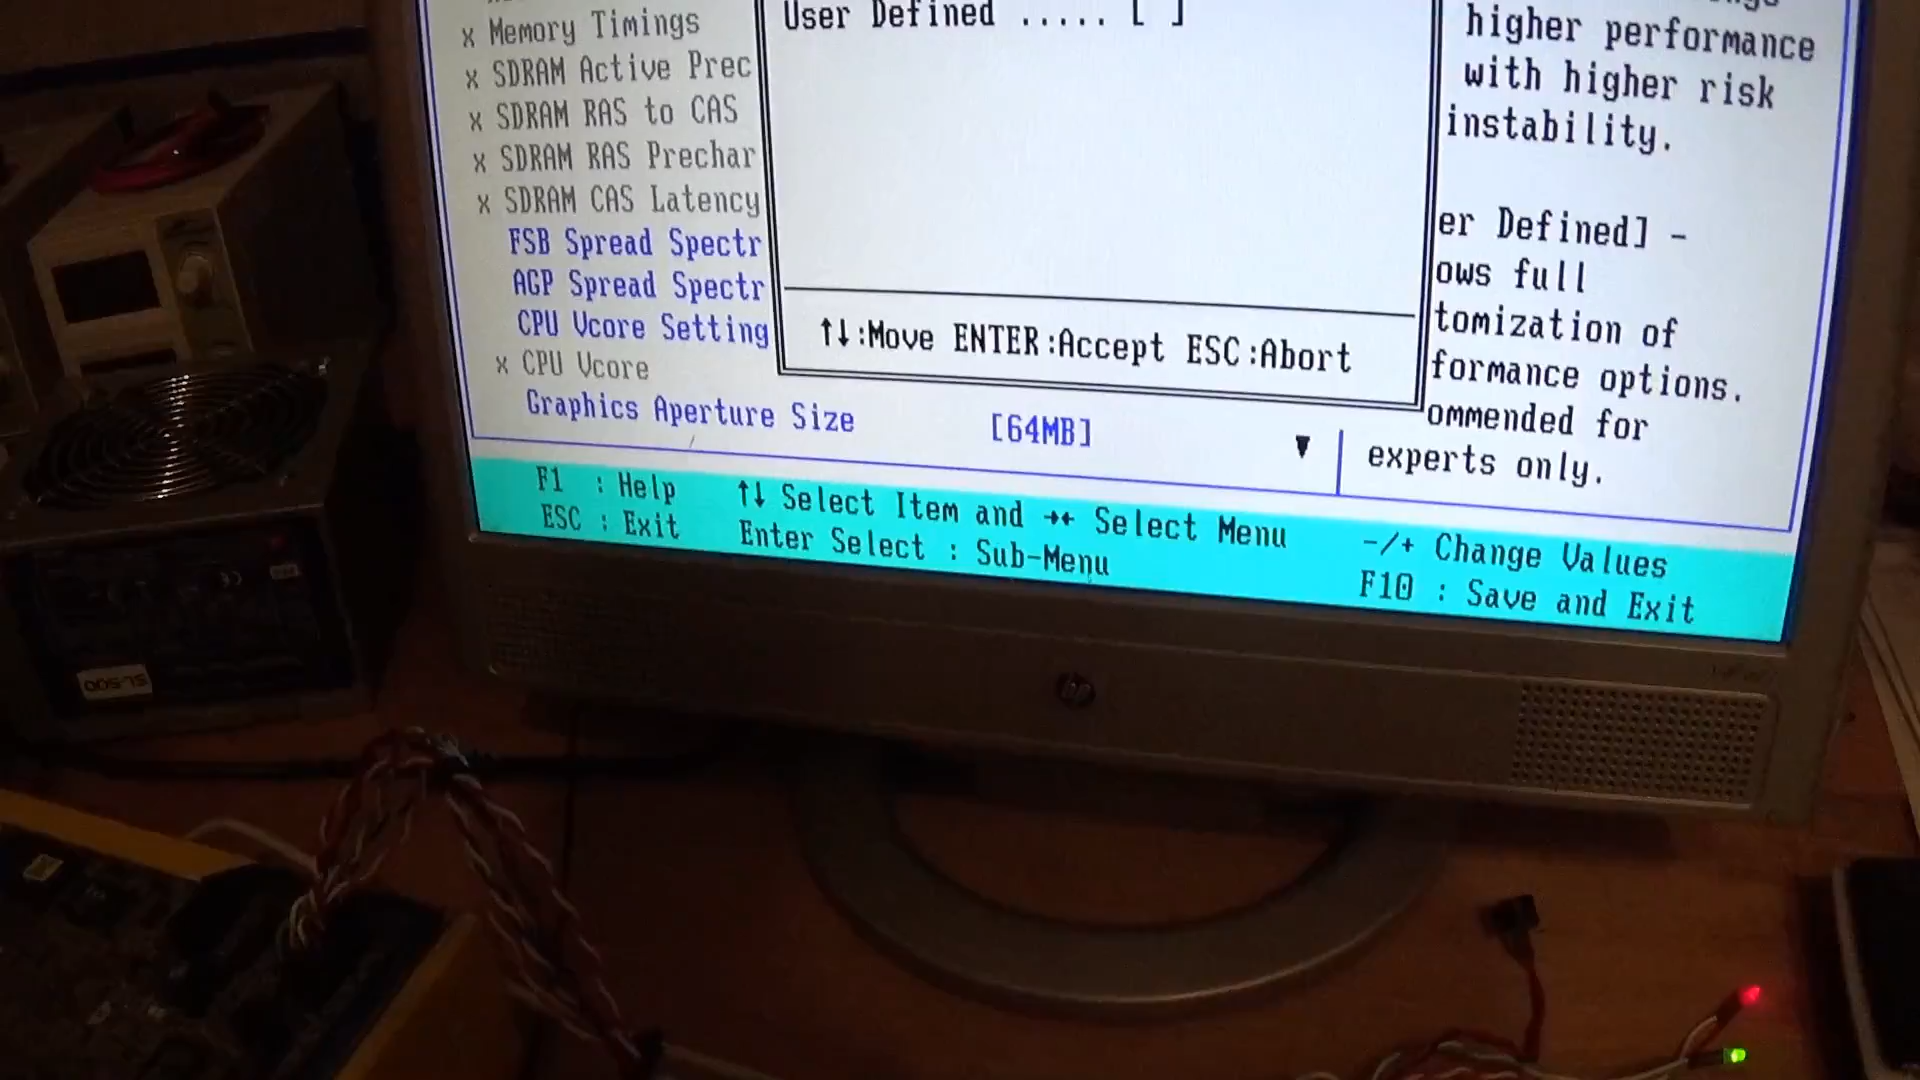 x Memory Timings
x SDRAM Active Prec
x SDRAM RAS to CAS
x SDRAM RAS Prechar
x SDRAM CAS Latency
FSB Spread Spectr
AGP Spread Spectr
CPU Vcore Setting
x CPU Vcore
Graphics Aperture Size [64MB]
User Defined ..... [ ]
↑↓:Move ENTER:Accept ESC:Abort
higher performance
with higher risk
instability.
er Defined] -
ows full
tomization of
formance options.
ommended for
experts only.
F1 : Help ↑↓ Select Item and →← Select Menu -/+ Change Values
ESC : Exit Enter Select : Sub-Menu F10 : Save and Exit
hp
SL-500